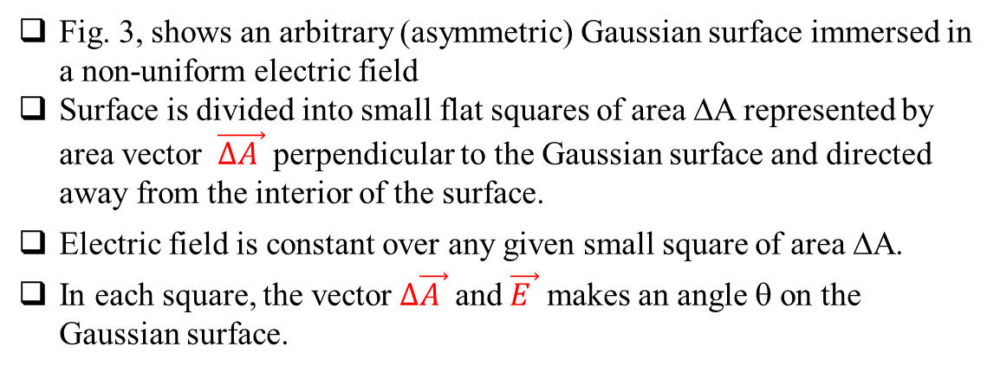 ❑ Fig. 3, shows an arbitrary (asymmetric) Gaussian surface immersed in
a non-uniform electric field
❑ Surface is divided into small flat squares of area ΔA represented by
area vector $\overrightarrow{\Delta A}$ perpendicular to the Gaussian surface and directed
away from the interior of the surface.
❑ Electric field is constant over any given small square of area ΔA.
❑ In each square, the vector $\Delta\overrightarrow{A}$ and $\overrightarrow{E}$ makes an angle θ on the
Gaussian surface.